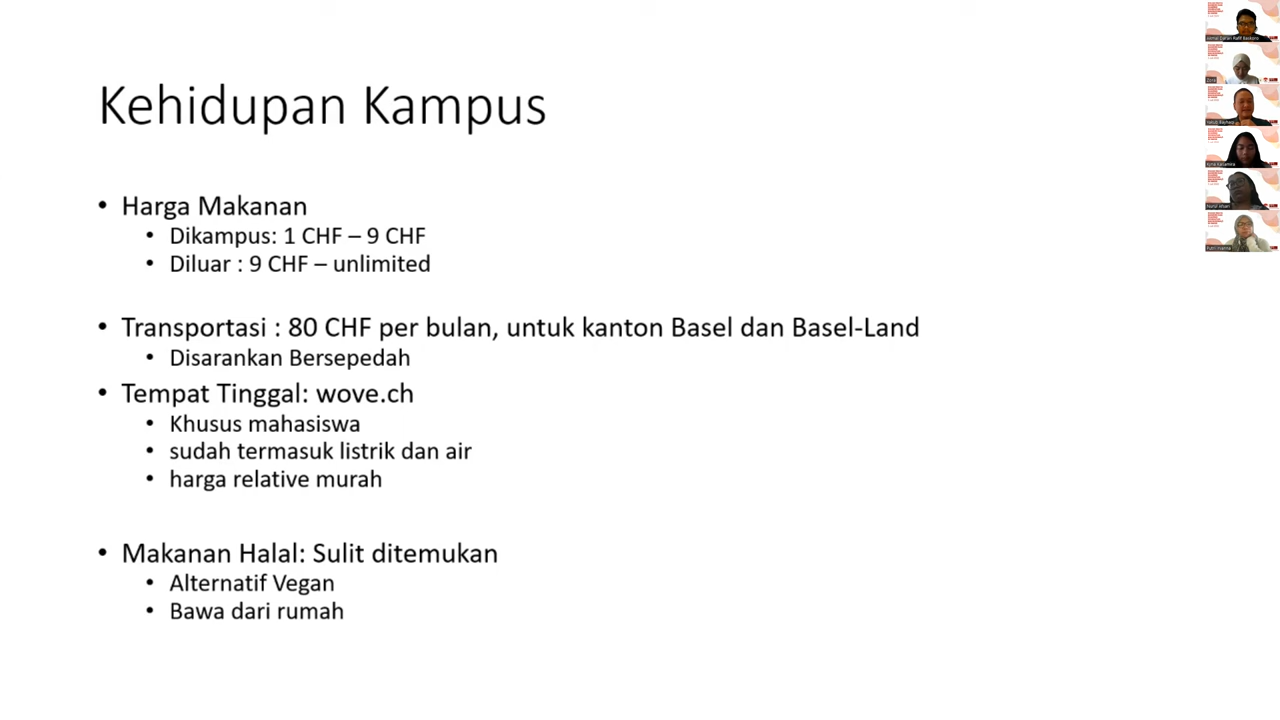 Kehidupan Kampus
• Harga Makanan
• Dikampus: 1 CHF – 9 CHF
• Diluar : 9 CHF – unlimited
• Transportasi : 80 CHF per bulan, untuk kanton Basel dan Basel-Land
• Disarankan Bersepedah
• Tempat Tinggal: wove.ch
• Khusus mahasiswa
• sudah termasuk listrik dan air
• harga relative murah
• Makanan Halal: Sulit ditemukan
• Alternatif Vegan
• Bawa dari rumah